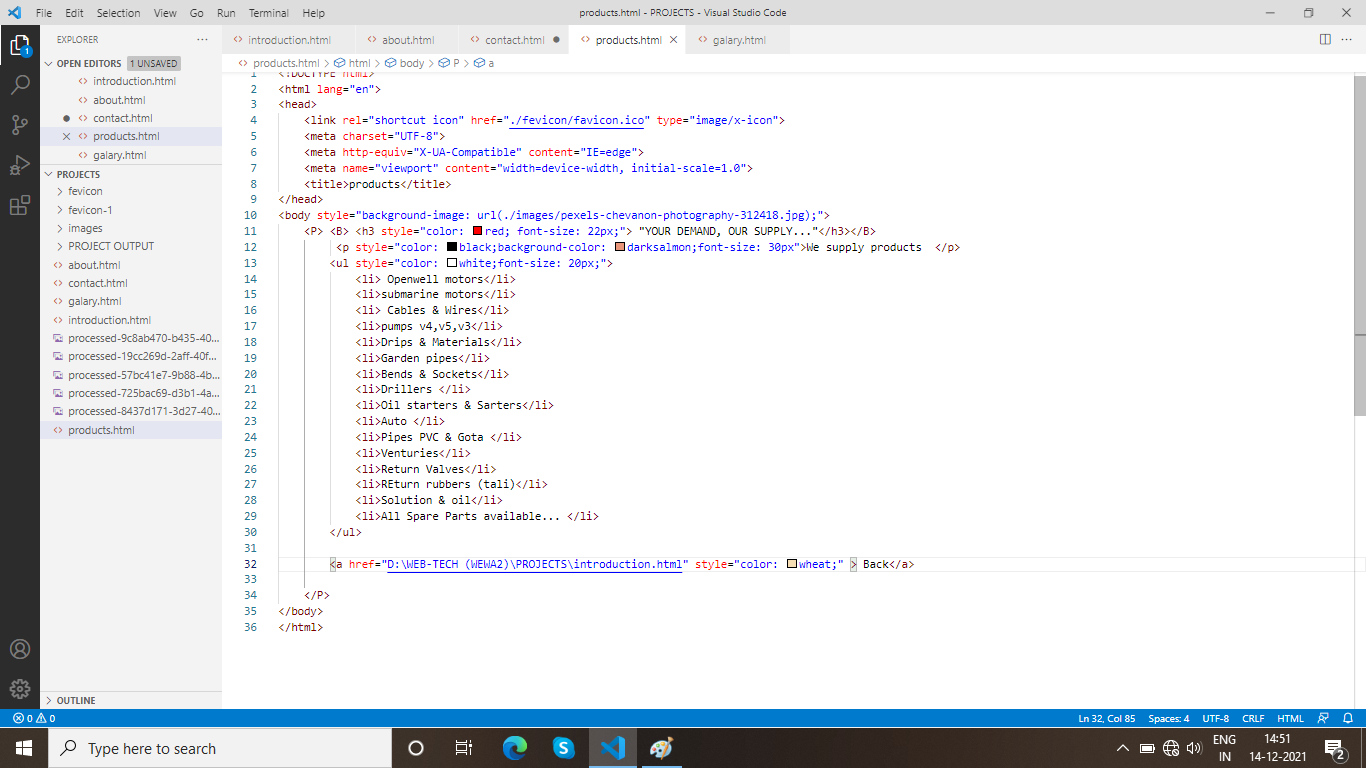 File Edit Selection View Go Run Terminal Help products.html - PROJECTS - Visual Studio Code
EXPLORER
introduction.html about.html contact.html products.html galary.html
products.html > html > body > P > a
OPEN EDITORS 1 UNSAVED
introduction.html
about.html
contact.html
products.html
galary.html
PROJECTS
fevicon
fevicon-1
images
PROJECT OUTPUT
about.html
contact.html
galary.html
introduction.html
processed-9c8ab470-b435-40...
processed-19cc269d-2aff-40f...
processed-57bc41e7-9b88-4b...
processed-725bac69-d3b1-4a...
processed-8437d171-3d27-40...
products.html
OUTLINE
1 <!DOCTYPE html>
2 <html lang="en">
3 <head>
4 <link rel="shortcut icon" href="./fevicon/favicon.ico" type="image/x-icon">
5 <meta charset="UTF-8">
6 <meta http-equiv="X-UA-Compatible" content="IE=edge">
7 <meta name="viewport" content="width=device-width, initial-scale=1.0">
8 <title>products</title>
9 </head>
10 <body style="background-image: url(./images/pexels-chevanon-photography-312418.jpg);">
11 <P> <B> <h3 style="color: red; font-size: 22px;"> "YOUR DEMAND, OUR SUPPLY..."</h3></B>
12 <p style="color: black;background-color: darksalmon;font-size: 30px">We supply products </p>
13 <ul style="color: white;font-size: 20px;">
14 <li> Openwell motors</li>
15 <li>submarine motors</li>
16 <li> Cables & Wires</li>
17 <li>pumps v4,v5,v3</li>
18 <li>Drips & Materials</li>
19 <li>Garden pipes</li>
20 <li>Bends & Sockets</li>
21 <li>Drillers </li>
22 <li>Oil starters & Sarters</li>
23 <li>Auto </li>
24 <li>Pipes PVC & Gota </li>
25 <li>Venturies</li>
26 <li>Return Valves</li>
27 <li>REturn rubbers (tali)</li>
28 <li>Solution & oil</li>
29 <li>All Spare Parts available... </li>
30 </ul>
31
32 <a href="D:\WEB-TECH (WEWA2)\PROJECTS\introduction.html" style="color: wheat;" > Back</a>
33
34 </P>
35 </body>
36 </html>
0 0 Ln 32, Col 85 Spaces: 4 UTF-8 CRLF HTML
Type here to search
ENG
IN
14:51
14-12-2021
2